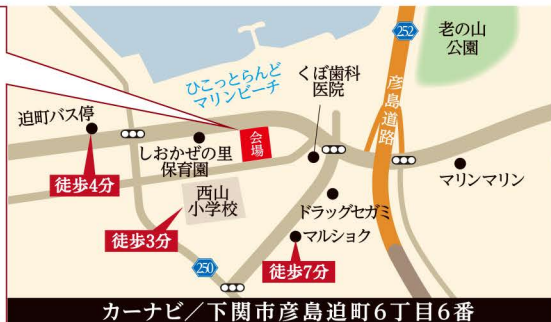 252
老の山
公園
ひこっとらんど
マリンビーチ
くぼ歯科
医院
彦島道路
迫町バス停
会場
しおかぜの里
保育園
徒歩4分
西山
小学校
マリンマリン
ドラッグセガミ
マルショク
徒歩3分
250
徒歩7分
カーナビ/下関市彦島迫町6丁目6番